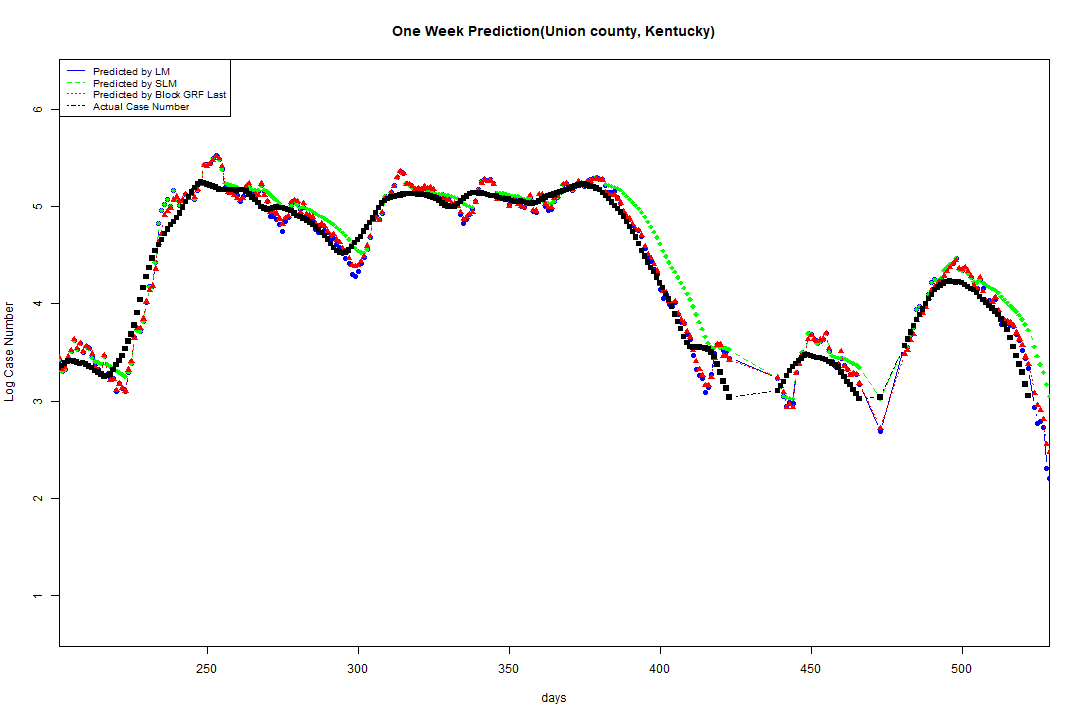 One Week Prediction(Union county, Kentucky)
Predicted by LM
Predicted by SLM
Predicted by Block GRF Last
Actual Case Number
Log Case Number
6
5
4
3
2
1
250 300 350 400 450 500
days